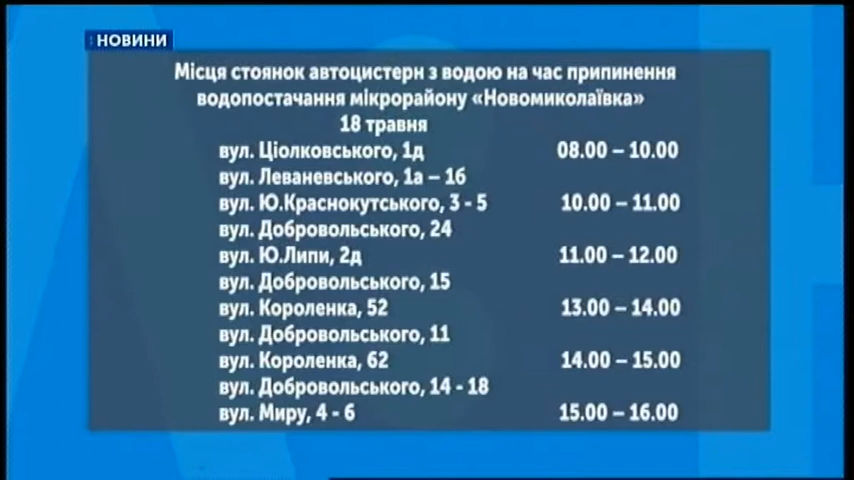 НОВИНИ
Місця стоянок автоцистерн з водою на час припинення
водопостачання мікрорайону «Новомиколаївка»
18 травня
вул. Ціолковського, 1д 08.00 – 10.00
вул. Леваневського, 1а – 16
вул. Ю.Краснокутського, 3 - 5 10.00 – 11.00
вул. Добровольського, 24
вул. Ю.Липи, 2д 11.00 – 12.00
вул. Добровольського, 15
вул. Короленка, 52 13.00 – 14.00
вул. Добровольського, 11
вул. Короленка, 62 14.00 – 15.00
вул. Добровольського, 14 - 18
вул. Миру, 4 - 6 15.00 – 16.00